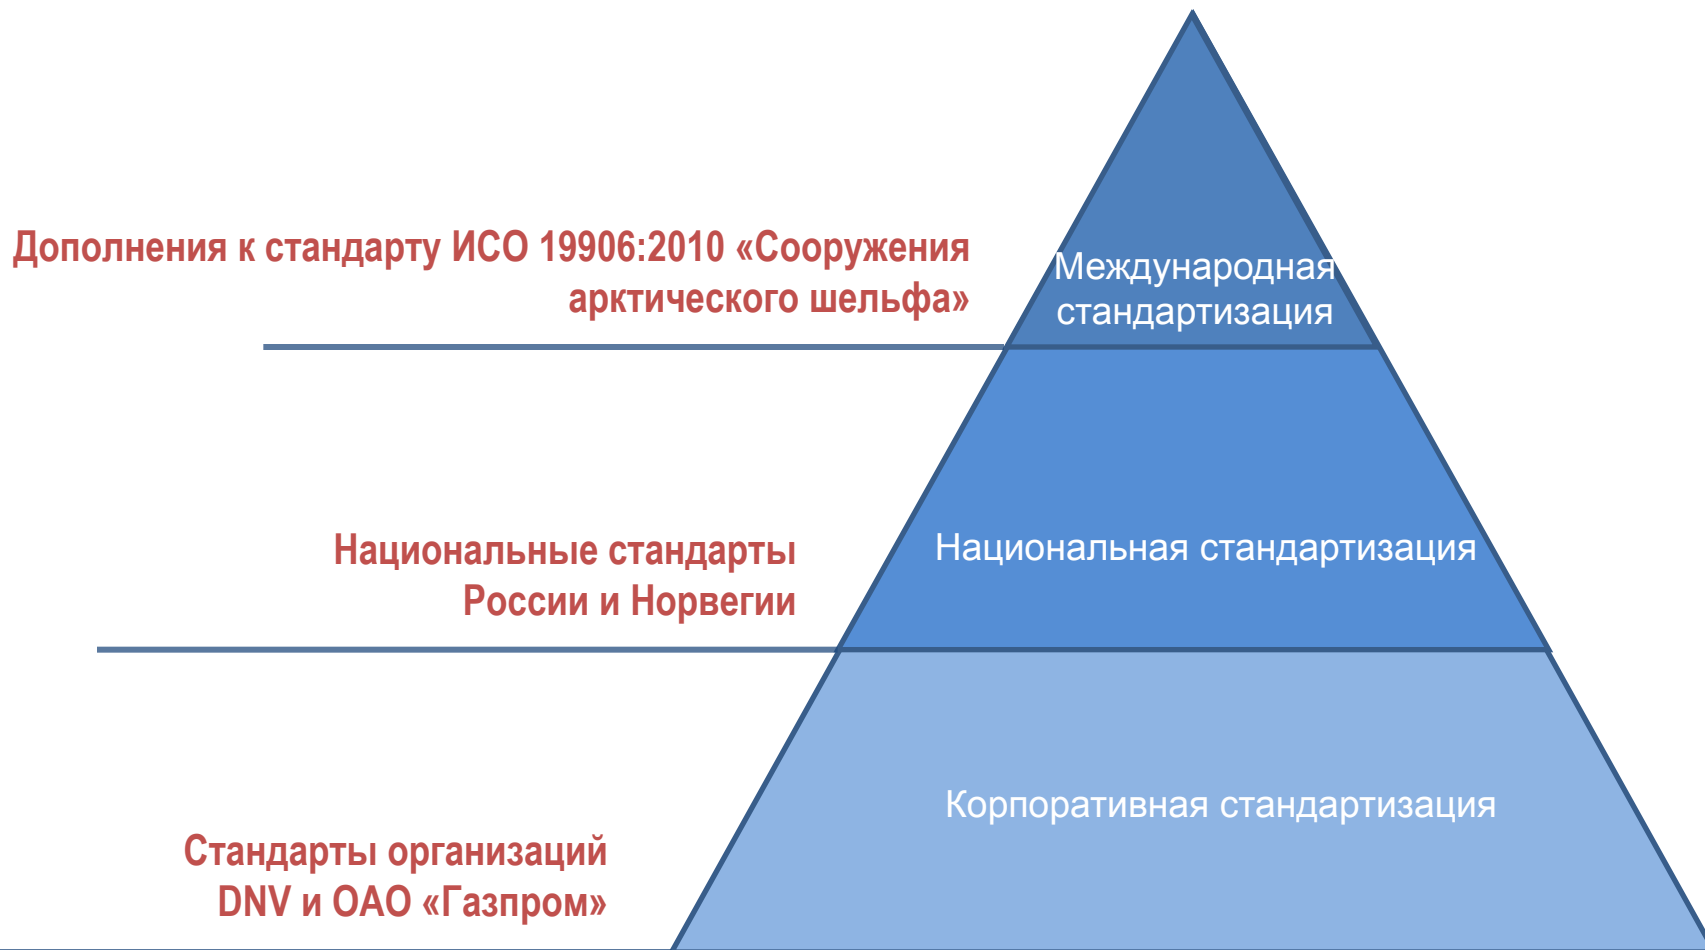 Дополнения к стандарту ИСО 19906:2010 «Сооружения
арктического шельфа»
Международная
стандартизация
Национальные стандарты
России и Норвегии
Национальная стандартизация
Стандарты организаций
DNV и ОАО «Газпром»
Корпоративная стандартизация